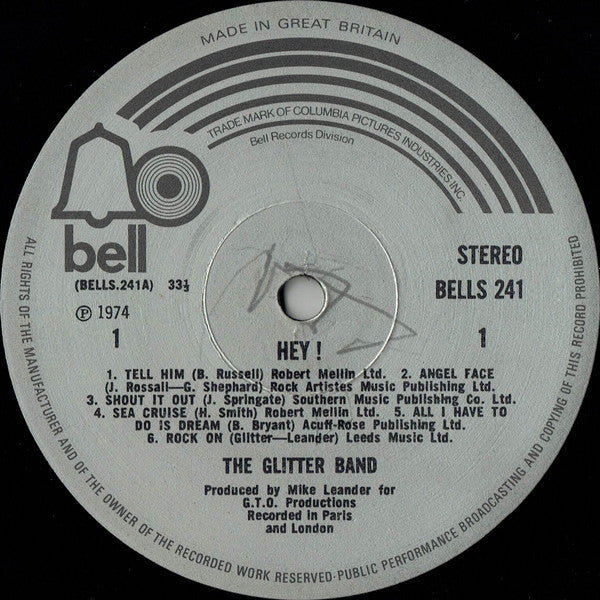 MADE IN GREAT BRITAIN
TRADE MARK OF COLUMBIA PICTURES INDUSTRIES INC.
Bell Records Division
bell
(BELLS.241A) 33⅓
STEREO
BELLS 241
℗ 1974
1
1
HEY !
1. TELL HIM (B. Russell) Robert Mellin Ltd. 2. ANGEL FACE
(J. Rossall—G. Shephard) Rock Artistes Music Publishing Ltd.
3. SHOUT IT OUT (J. Springate) Southern Music Publishing Co. Ltd.
4. SEA CRUISE (H. Smith) Robert Mellin Ltd. 5. ALL I HAVE TO
DO IS DREAM (B. Bryant) Acuff-Rose Publishing Ltd.
6. ROCK ON (Glitter—Leander) Leeds Music Ltd.
THE GLITTER BAND
Produced by Mike Leander for
G.T.O. Productions
Recorded in Paris
and London
ALL RIGHTS OF THE MANUFACTURER AND OF THE OWNER OF THE RECORDED WORK RESERVED·PUBLIC PERFORMANCE BROADCASTING AND COPYING OF THIS RECORD PROHIBITED